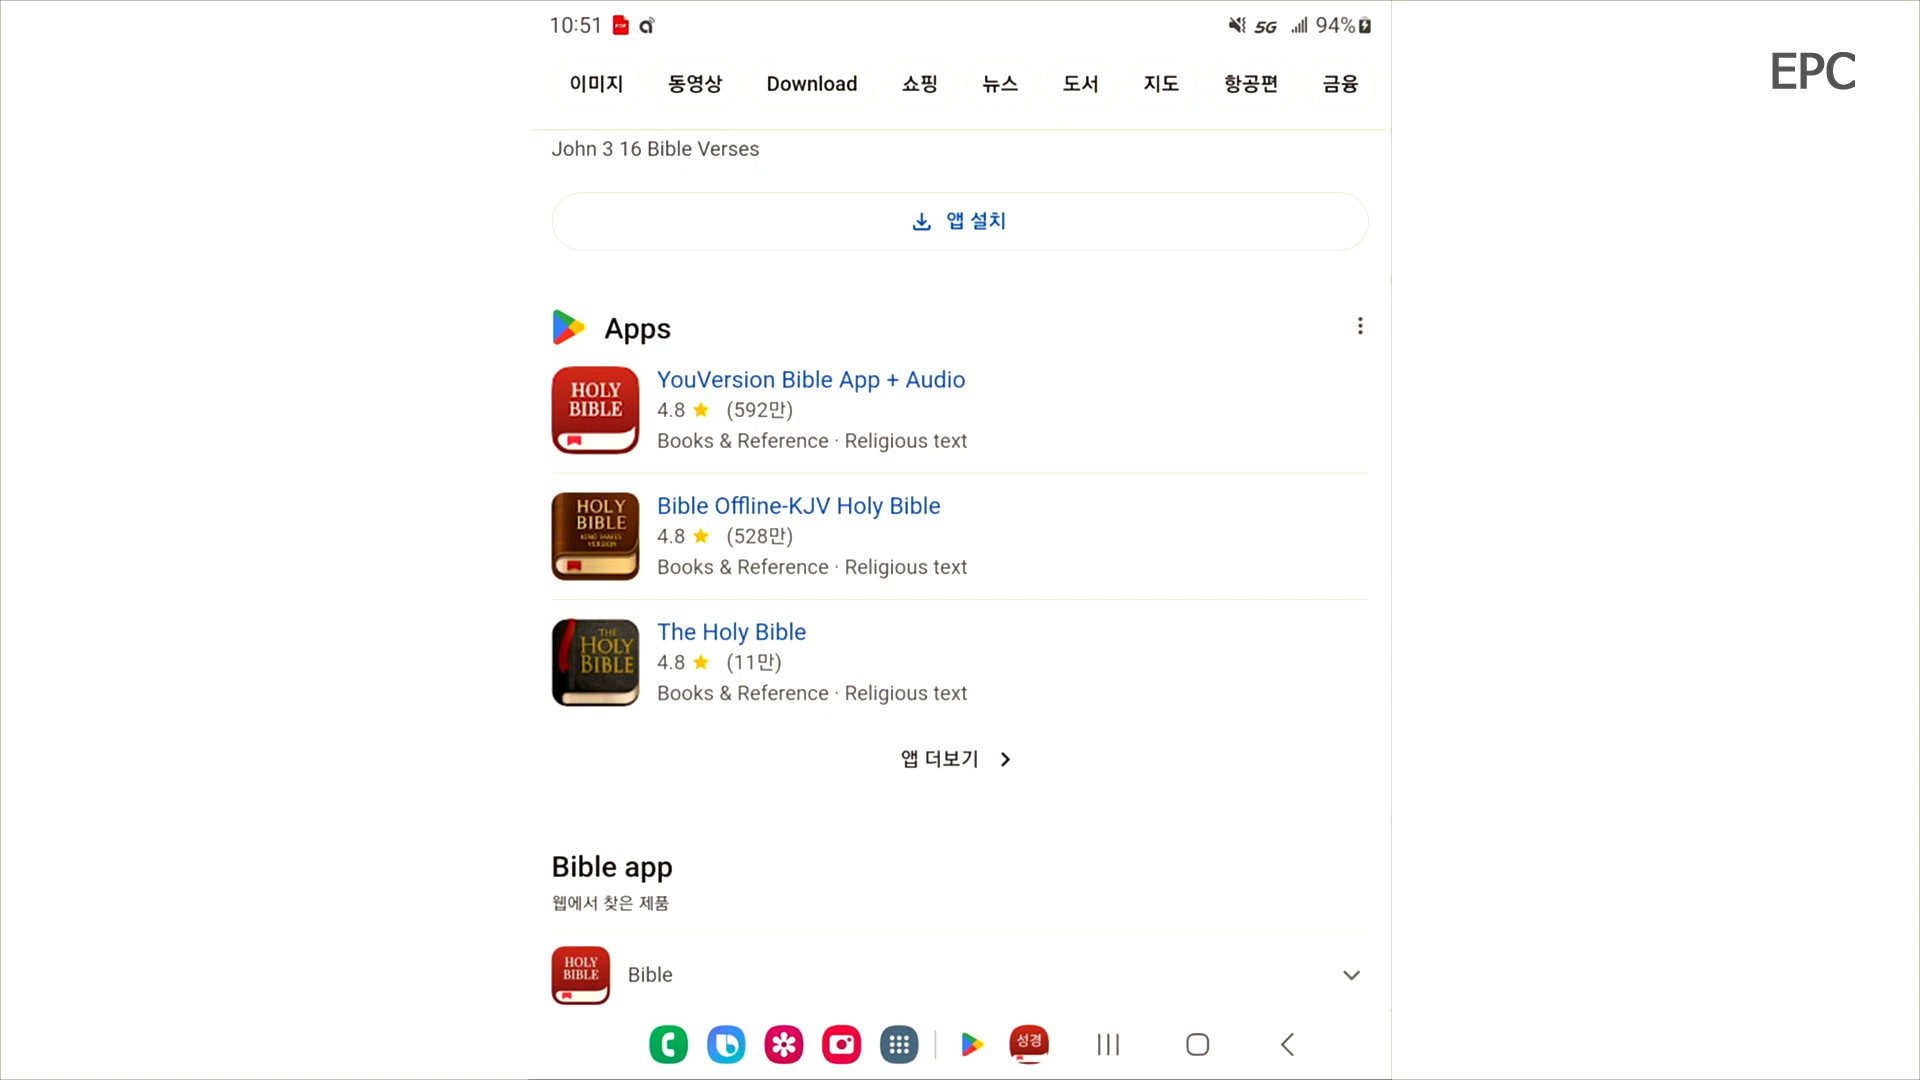 10:51
5G
94%
EPC
이미지 동영상 Download 쇼핑 뉴스 도서 지도 항공편 금융
John 3 16 Bible Verses
앱 설치
Apps
HOLY BIBLE
YouVersion Bible App + Audio
4.8 ★ (592만)
Books & Reference · Religious text
HOLY BIBLE
KING JAMES VERSION
Bible Offline-KJV Holy Bible
4.8 ★ (528만)
Books & Reference · Religious text
THE HOLY BIBLE
The Holy Bible
4.8 ★ (11만)
Books & Reference · Religious text
앱 더보기
Bible app
웹에서 찾은 제품
HOLY BIBLE
Bible
성경